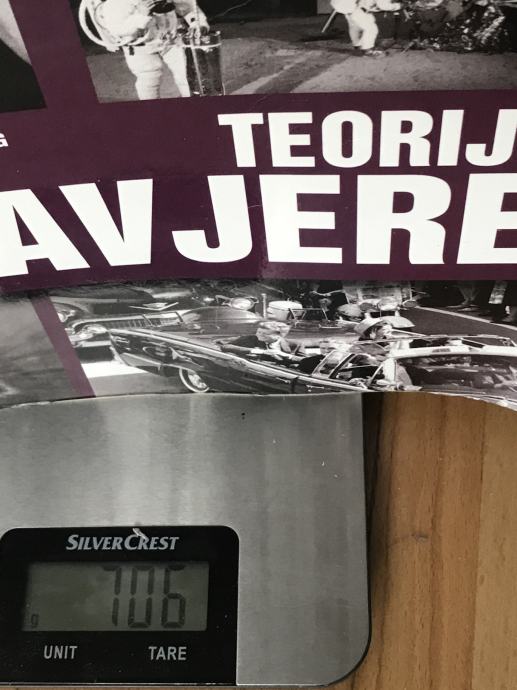 G
TEORIJ
AVJERE
SILVERCREST
706
g
UNIT TARE